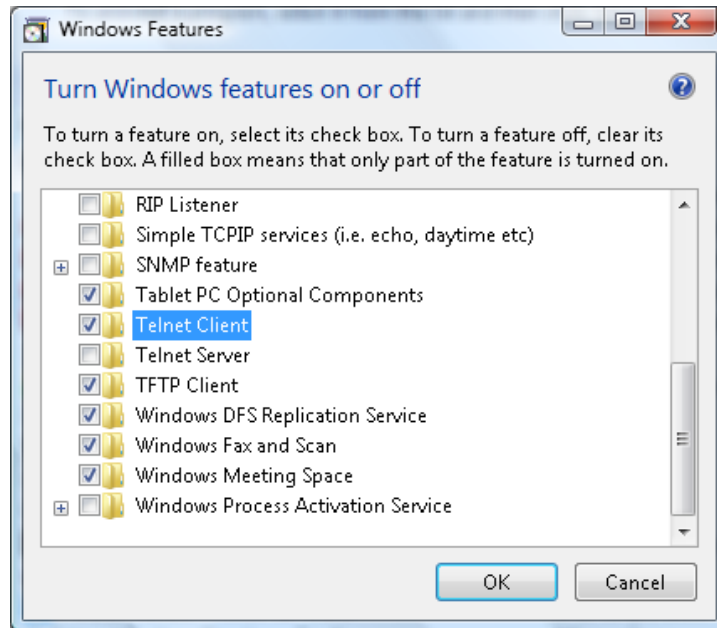 Windows Features
Turn Windows features on or off
To turn a feature on, select its check box. To turn a feature off, clear its
check box. A filled box means that only part of the feature is turned on.
RIP Listener
Simple TCPIP services (i.e. echo, daytime etc)
SNMP feature
Tablet PC Optional Components
Telnet Client
Telnet Server
TFTP Client
Windows DFS Replication Service
Windows Fax and Scan
Windows Meeting Space
Windows Process Activation Service
OK Cancel